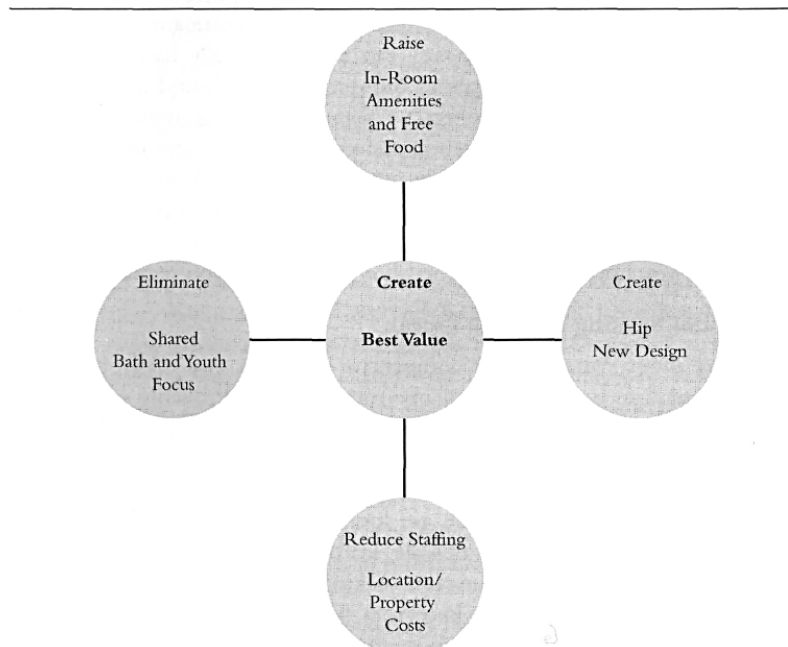 Raise
In-Room
Amenities
and Free
Food
Eliminate
Shared
Bath and Youth
Focus
Create
Best Value
Create
Hip
New Design
Reduce Staffing
Location/
Property
Costs